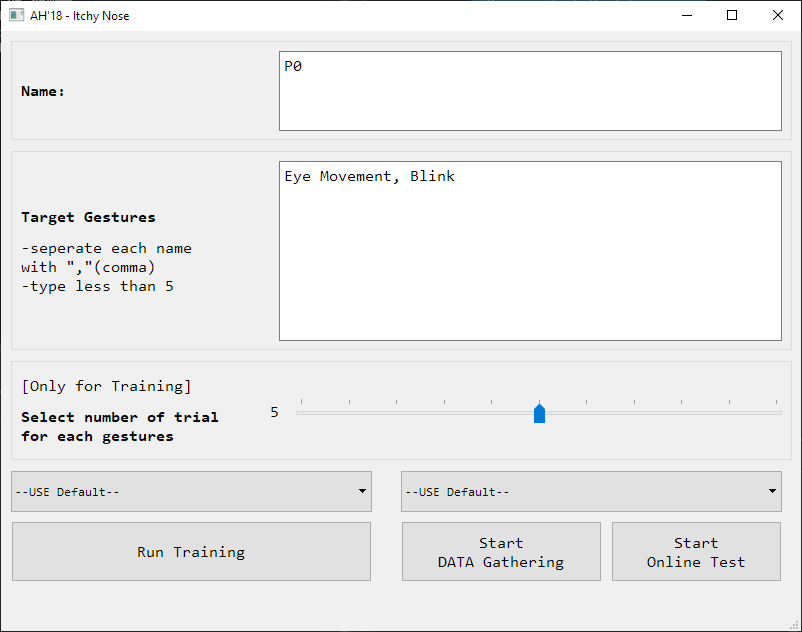 AH'18 - Itchy Nose
Name:
P0
Target Gestures
-seperate each name
with ","(comma)
-type less than 5
Eye Movement, Blink
[Only for Training]
Select number of trial
for each gestures
5
--USE Default--
--USE Default--
Run Training
Start
DATA Gathering
Start
Online Test